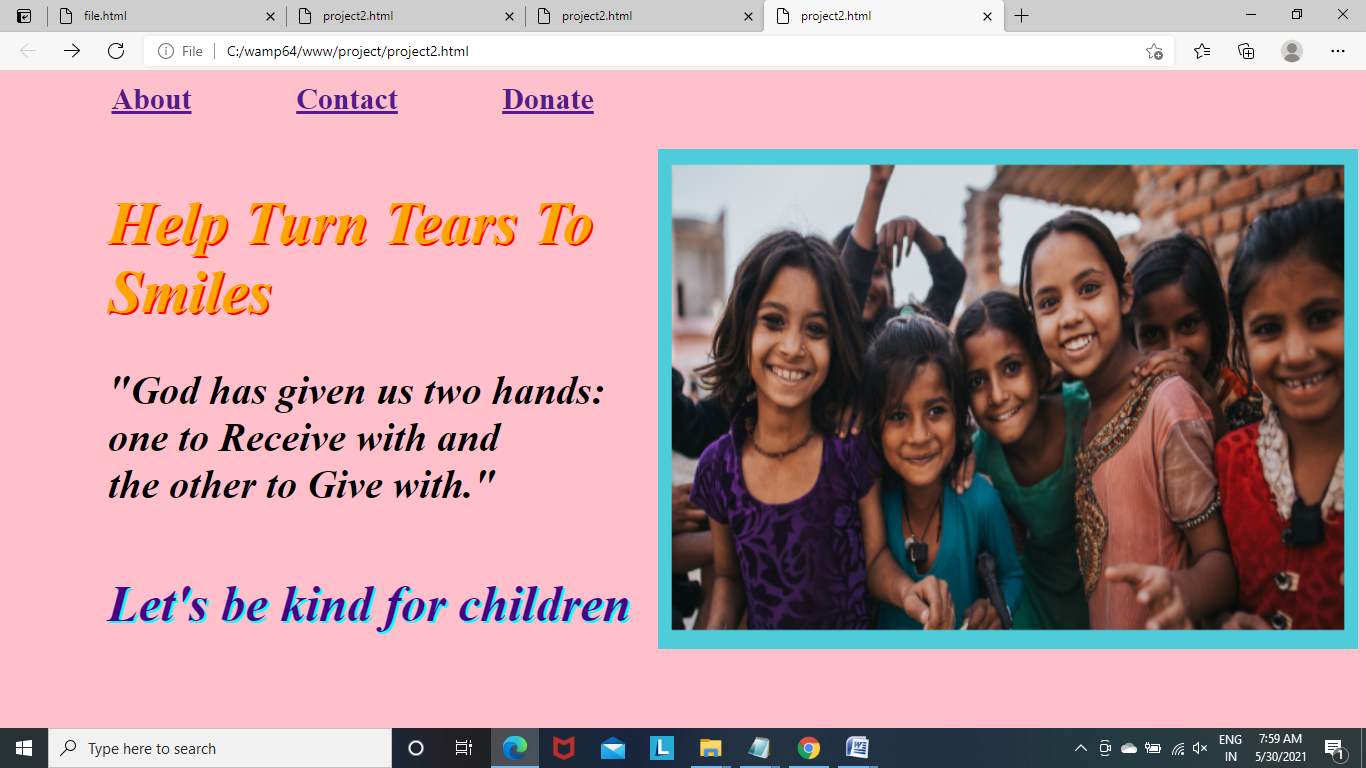 file.html
project2.html
project2.html
project2.html
File
C:/wamp64/www/project/project2.html
About Contact Donate
Help Turn Tears To
Smiles
"God has given us two hands:
one to Receive with and
the other to Give with."
Let's be kind for children
Type here to search
L
W
ENG
IN
7:59 AM
5/30/2021
1